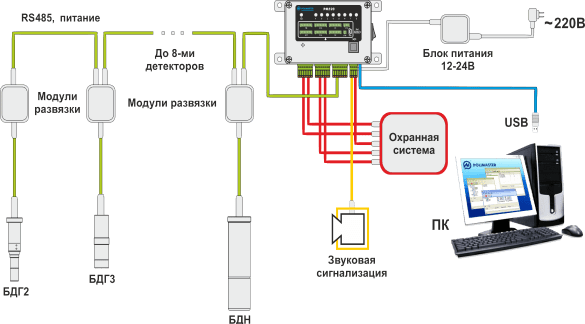 RS485, питание
До 8-ми
детекторов
Модули
развязки
Модули развязки
БДГ2
БДГ3
БДН
Блок питания
12-24В
~220В
USB
Охранная
система
ПК
Звуковая
сигнализация